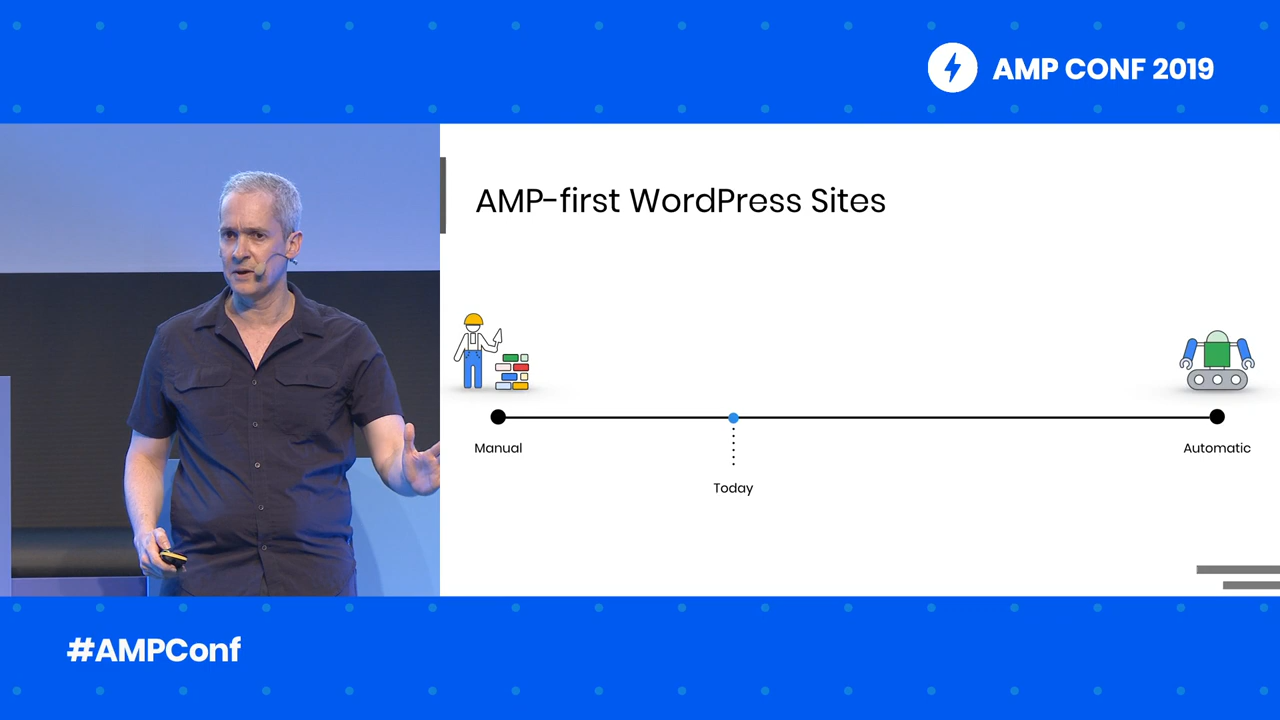 AMP CONF 2019
AMP-first WordPress Sites
Manual
Automatic
Today
#AMPConf